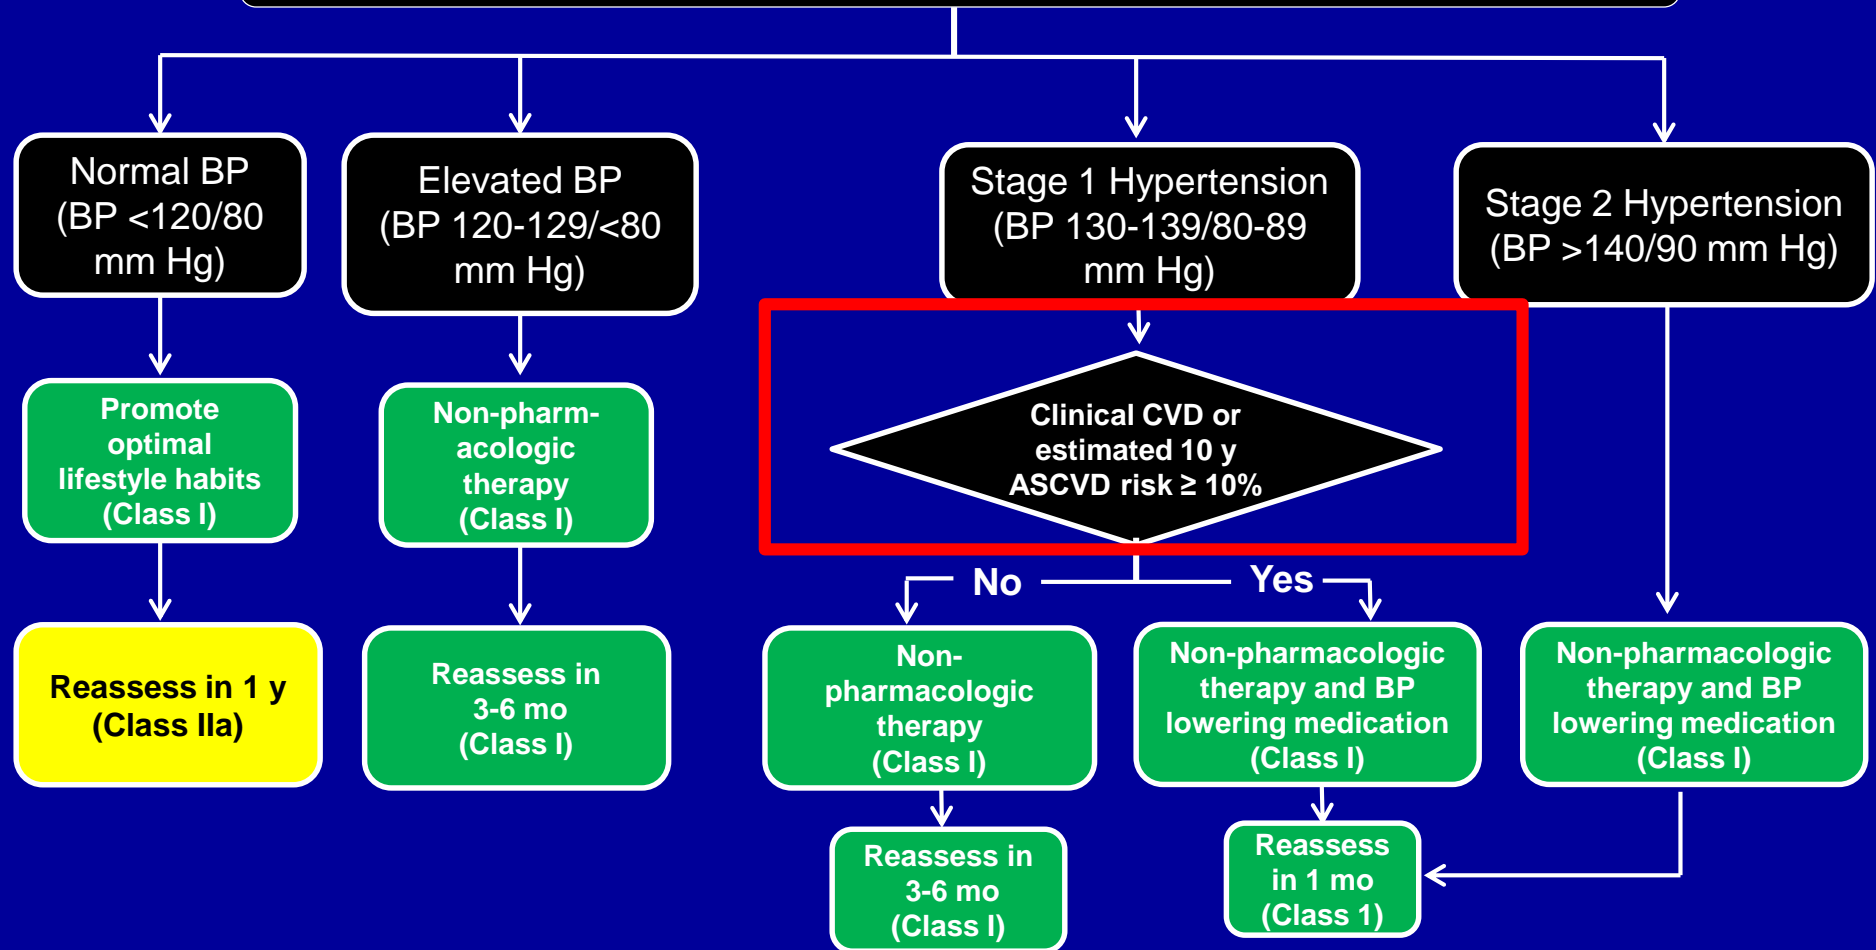 Normal BP
(BP <120/80
mm Hg)
Elevated BP
(BP 120-129/<80
mm Hg)
Stage 1 Hypertension
(BP 130-139/80-89
mm Hg)
Stage 2 Hypertension
(BP >140/90 mm Hg)
Promote
optimal
lifestyle habits
(Class I)
Non-pharm-
acologic
therapy
(Class I)
Clinical CVD or
estimated 10 y
ASCVD risk ≥ 10%
No
Yes
Reassess in 1 y
(Class IIa)
Reassess in
3-6 mo
(Class I)
Non-
pharmacologic
therapy
(Class I)
Non-pharmacologic
therapy and BP
lowering medication
(Class I)
Non-pharmacologic
therapy and BP
lowering medication
(Class I)
Reassess in
3-6 mo
(Class I)
Reassess
in 1 mo
(Class 1)